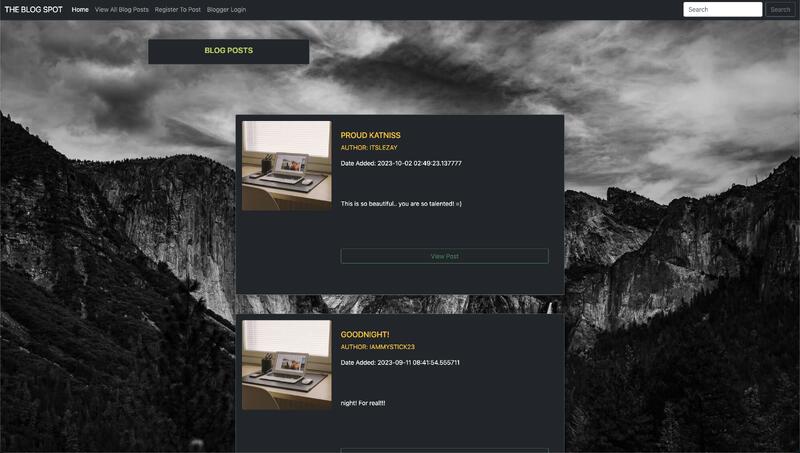 THE BLOG SPOT Home View All Blog Posts Register To Post Blogger Login Search Search
BLOG POSTS
PROUD KATNISS
AUTHOR: ITSLEZAY
Date Added: 2023-10-02 02:49:23.137777
This is so beautiful.. you are so talented! =)
View Post
GOODNIGHT!
AUTHOR: IAMMYSTICK23
Date Added: 2023-09-11 08:41:54.555711
night! For real!!!